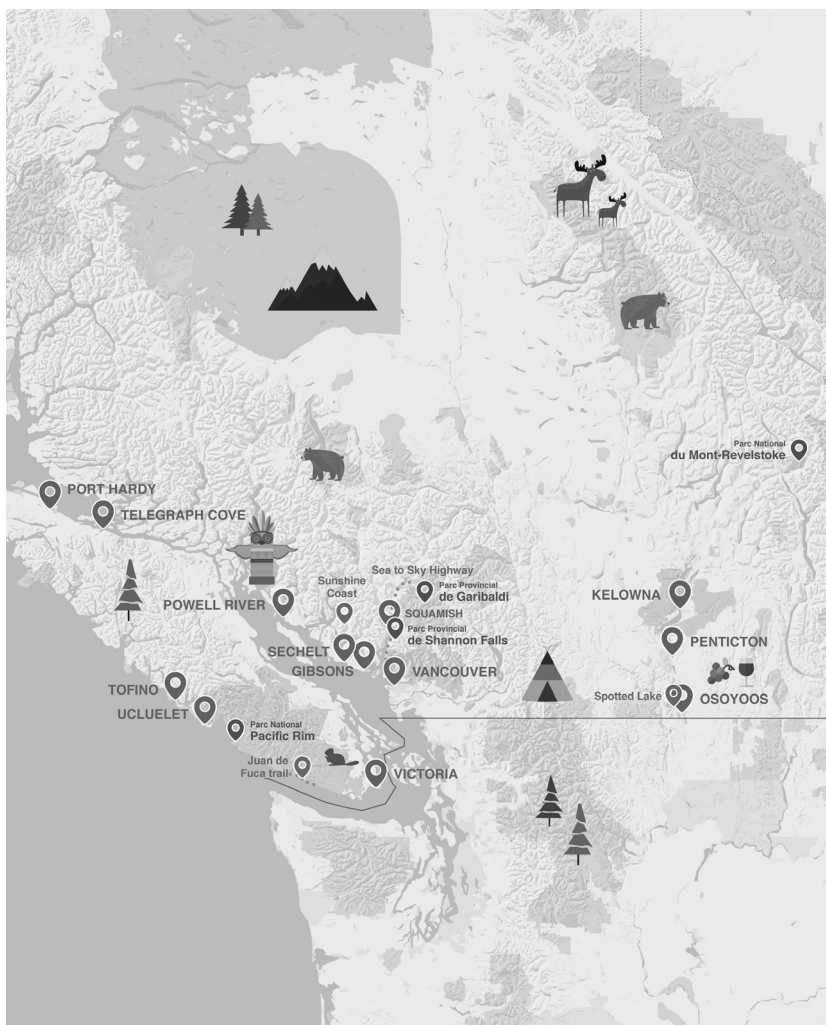 Parc National
du Mont-Revelstoke
PORT HARDY
TELEGRAPH COVE
Sea to Sky Highway
Sunshine
Coast
Parc Provincial
de Garibaldi
KELOWNA
POWELL RIVER
SQUAMISH
Parc Provincial
de Shannon Falls
PENTICTON
SECHELT
GIBSONS
VANCOUVER
TOFINO
Spotted Lake
OSOYOOS
UCLUELET
Parc National
Pacific Rim
Juan de
Fuca trail
VICTORIA